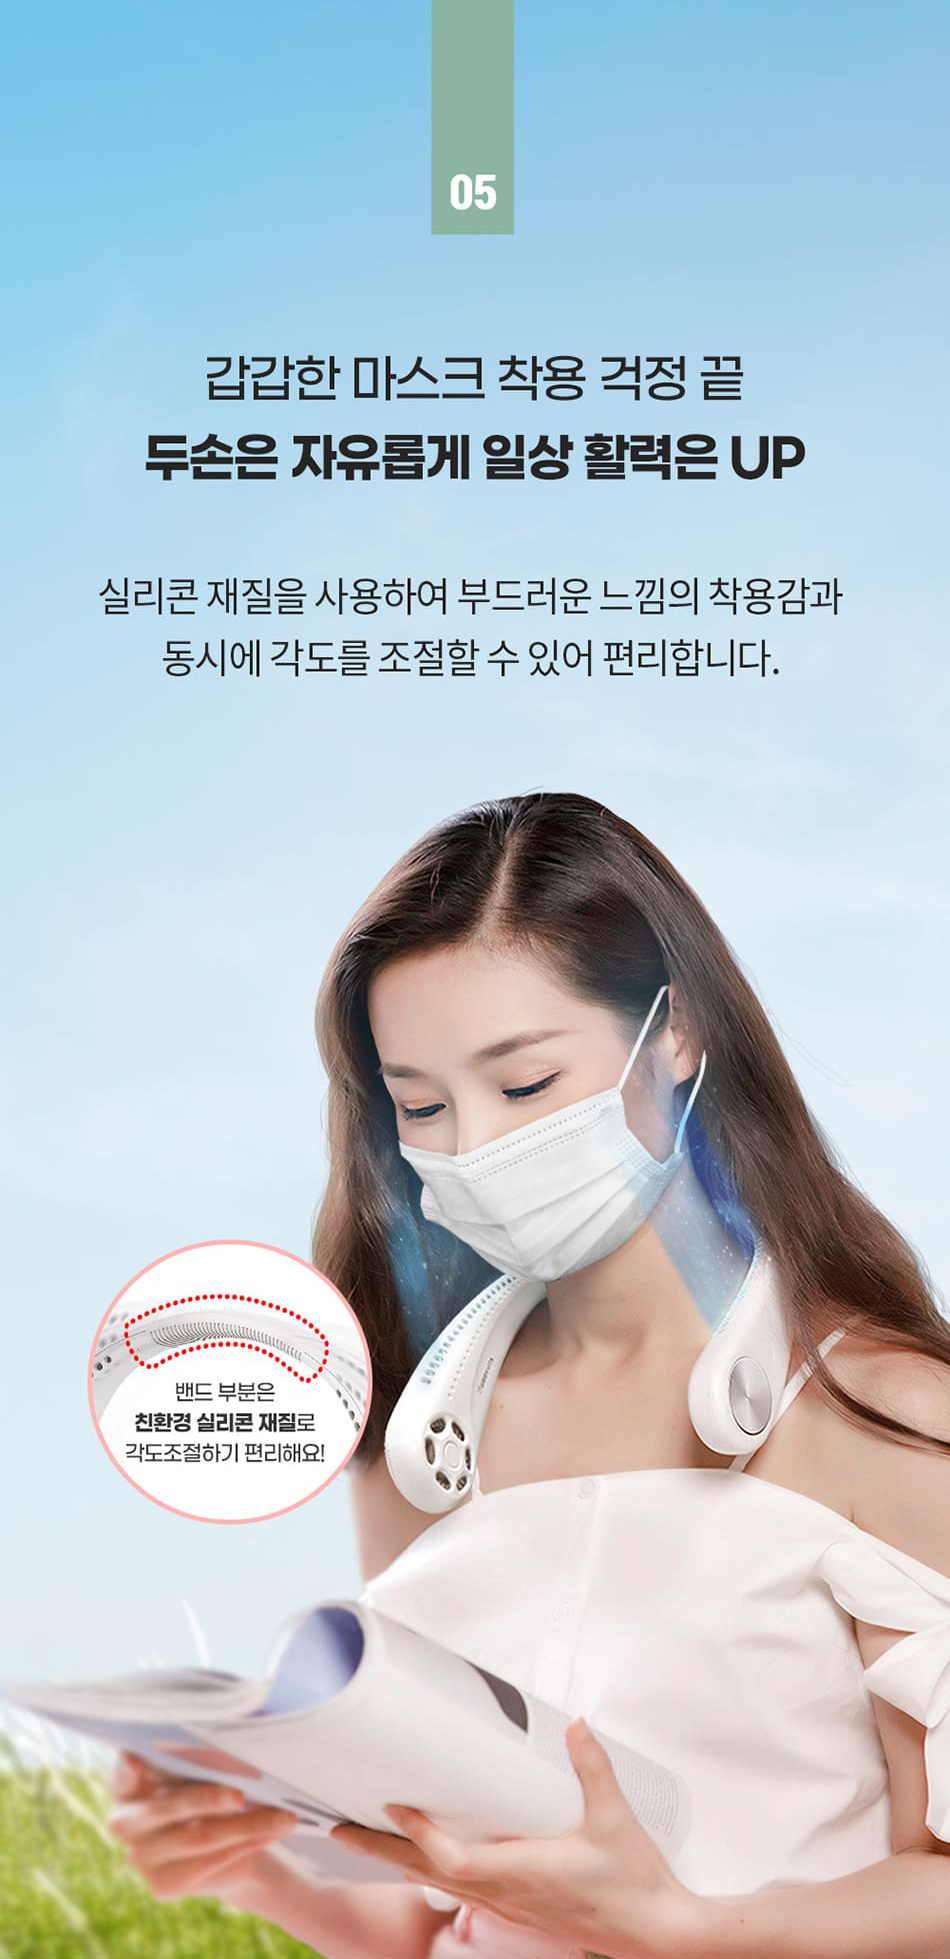 05
갑갑한 마스크 착용 걱정 끝
두손은 자유롭게 일상 활력은 UP
실리콘 재질을 사용하여 부드러운 느낌의 착용감과
동시에 각도를 조절할 수 있어 편리합니다.
밴드 부분은
친환경 실리콘 재질로
각도조절하기 편리해요!